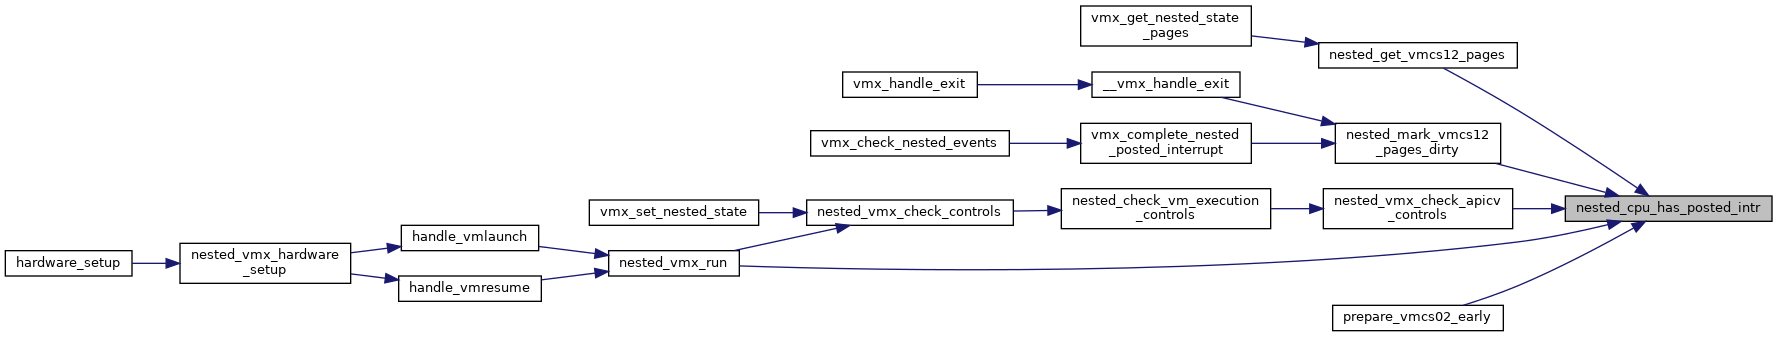 vmx_get_nested_state
_pages
nested_get_vmcs12_pages
vmx_handle_exit
__vmx_handle_exit
vmx_check_nested_events
vmx_complete_nested
_posted_interrupt
nested_mark_vmcs12
_pages_dirty
vmx_set_nested_state
nested_vmx_check_controls
nested_check_vm_execution
_controls
nested_vmx_check_apicv
_controls
nested_cpu_has_posted_intr
hardware_setup
nested_vmx_hardware
_setup
handle_vmlaunch
handle_vmresume
nested_vmx_run
prepare_vmcs02_early